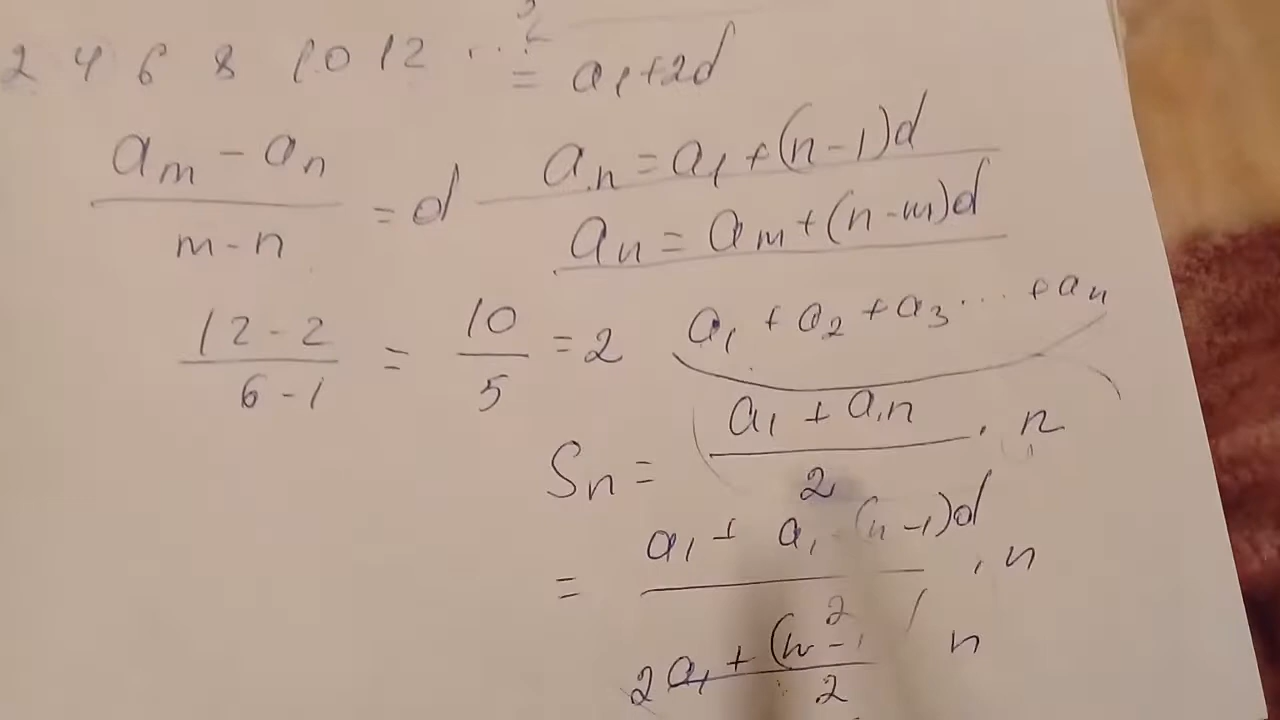 2 4 6 8 10 12 ...
= a₁+2d
(aₘ - aₙ)/(m-n) = d
aₙ = a₁ + (n-1)d
aₙ = aₘ + (n-m)d
(12-2)/(6-1) = 10/5 = 2
a₁ + a₂ + a₃ ... + aₙ
Sₙ = (a₁ + a₁n)/2 · n
= (a₁ + a₁ (n-1)d)/2 · n
(2a₁ + (n-1)/2 n